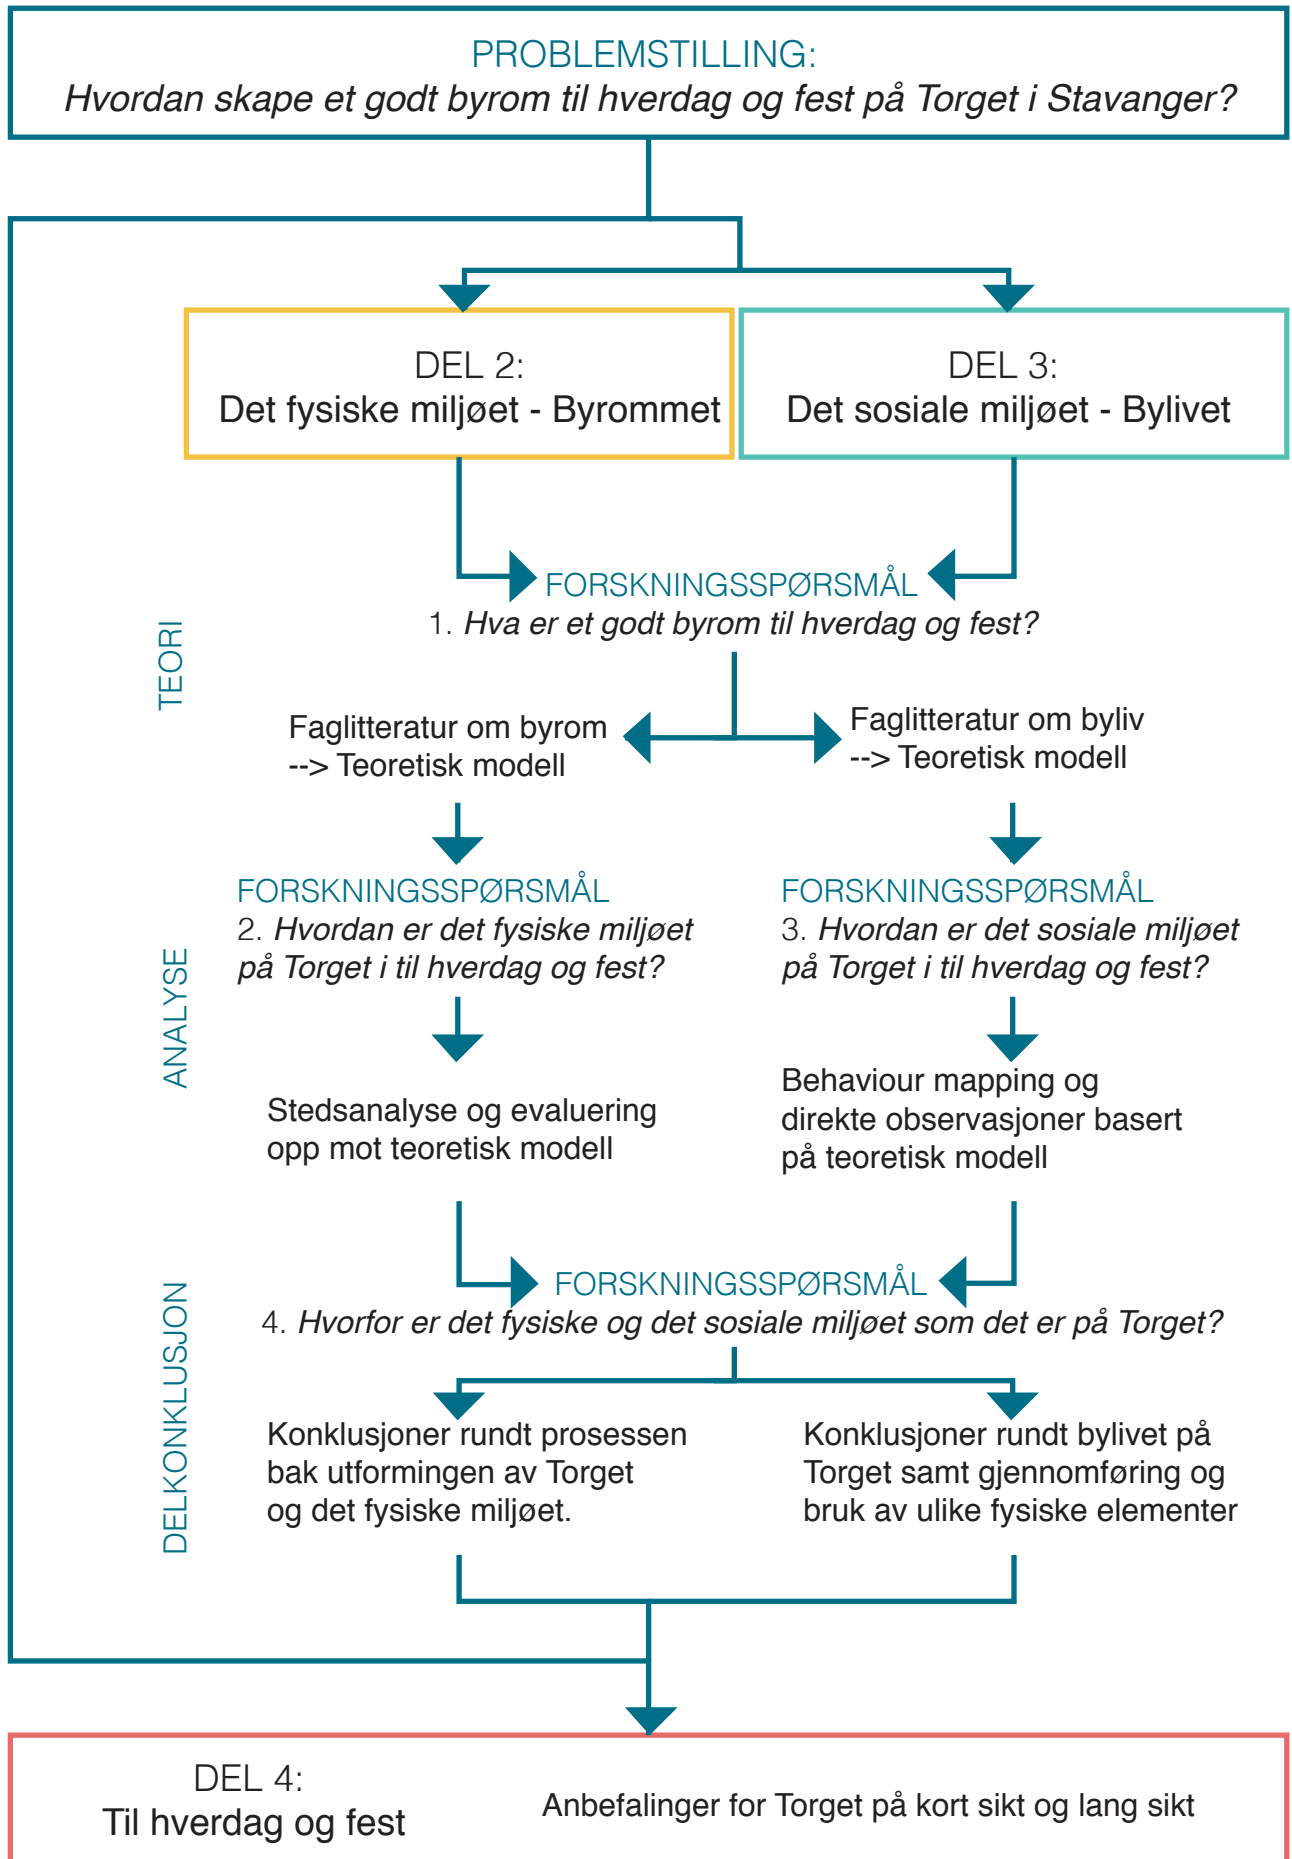 PROBLEMSTILLING:
Hvordan skape et godt byrom til hverdag og fest på Torget i Stavanger?
DEL 2:
Det fysiske miljøet - Byrommet
DEL 3:
Det sosiale miljøet - Bylivet
TEORI
FORSKNINGSSPØRSMÅL
1. Hva er et godt byrom til hverdag og fest?
Faglitteratur om byrom
--> Teoretisk modell
Faglitteratur om byliv
--> Teoretisk modell
ANALYSE
FORSKNINGSSPØRSMÅL
2. Hvordan er det fysiske miljøet
på Torget i til hverdag og fest?
FORSKNINGSSPØRSMÅL
3. Hvordan er det sosiale miljøet
på Torget i til hverdag og fest?
Stedsanalyse og evaluering
opp mot teoretisk modell
Behaviour mapping og
direkte observasjoner basert
på teoretisk modell
DELKONKLUSJON
FORSKNINGSSPØRSMÅL
4. Hvorfor er det fysiske og det sosiale miljøet som det er på Torget?
Konklusjoner rundt prosessen
bak utformingen av Torget
og det fysiske miljøet.
Konklusjoner rundt bylivet på
Torget samt gjennomføring og
bruk av ulike fysiske elementer
DEL 4:
Til hverdag og fest
Anbefalinger for Torget på kort sikt og lang sikt